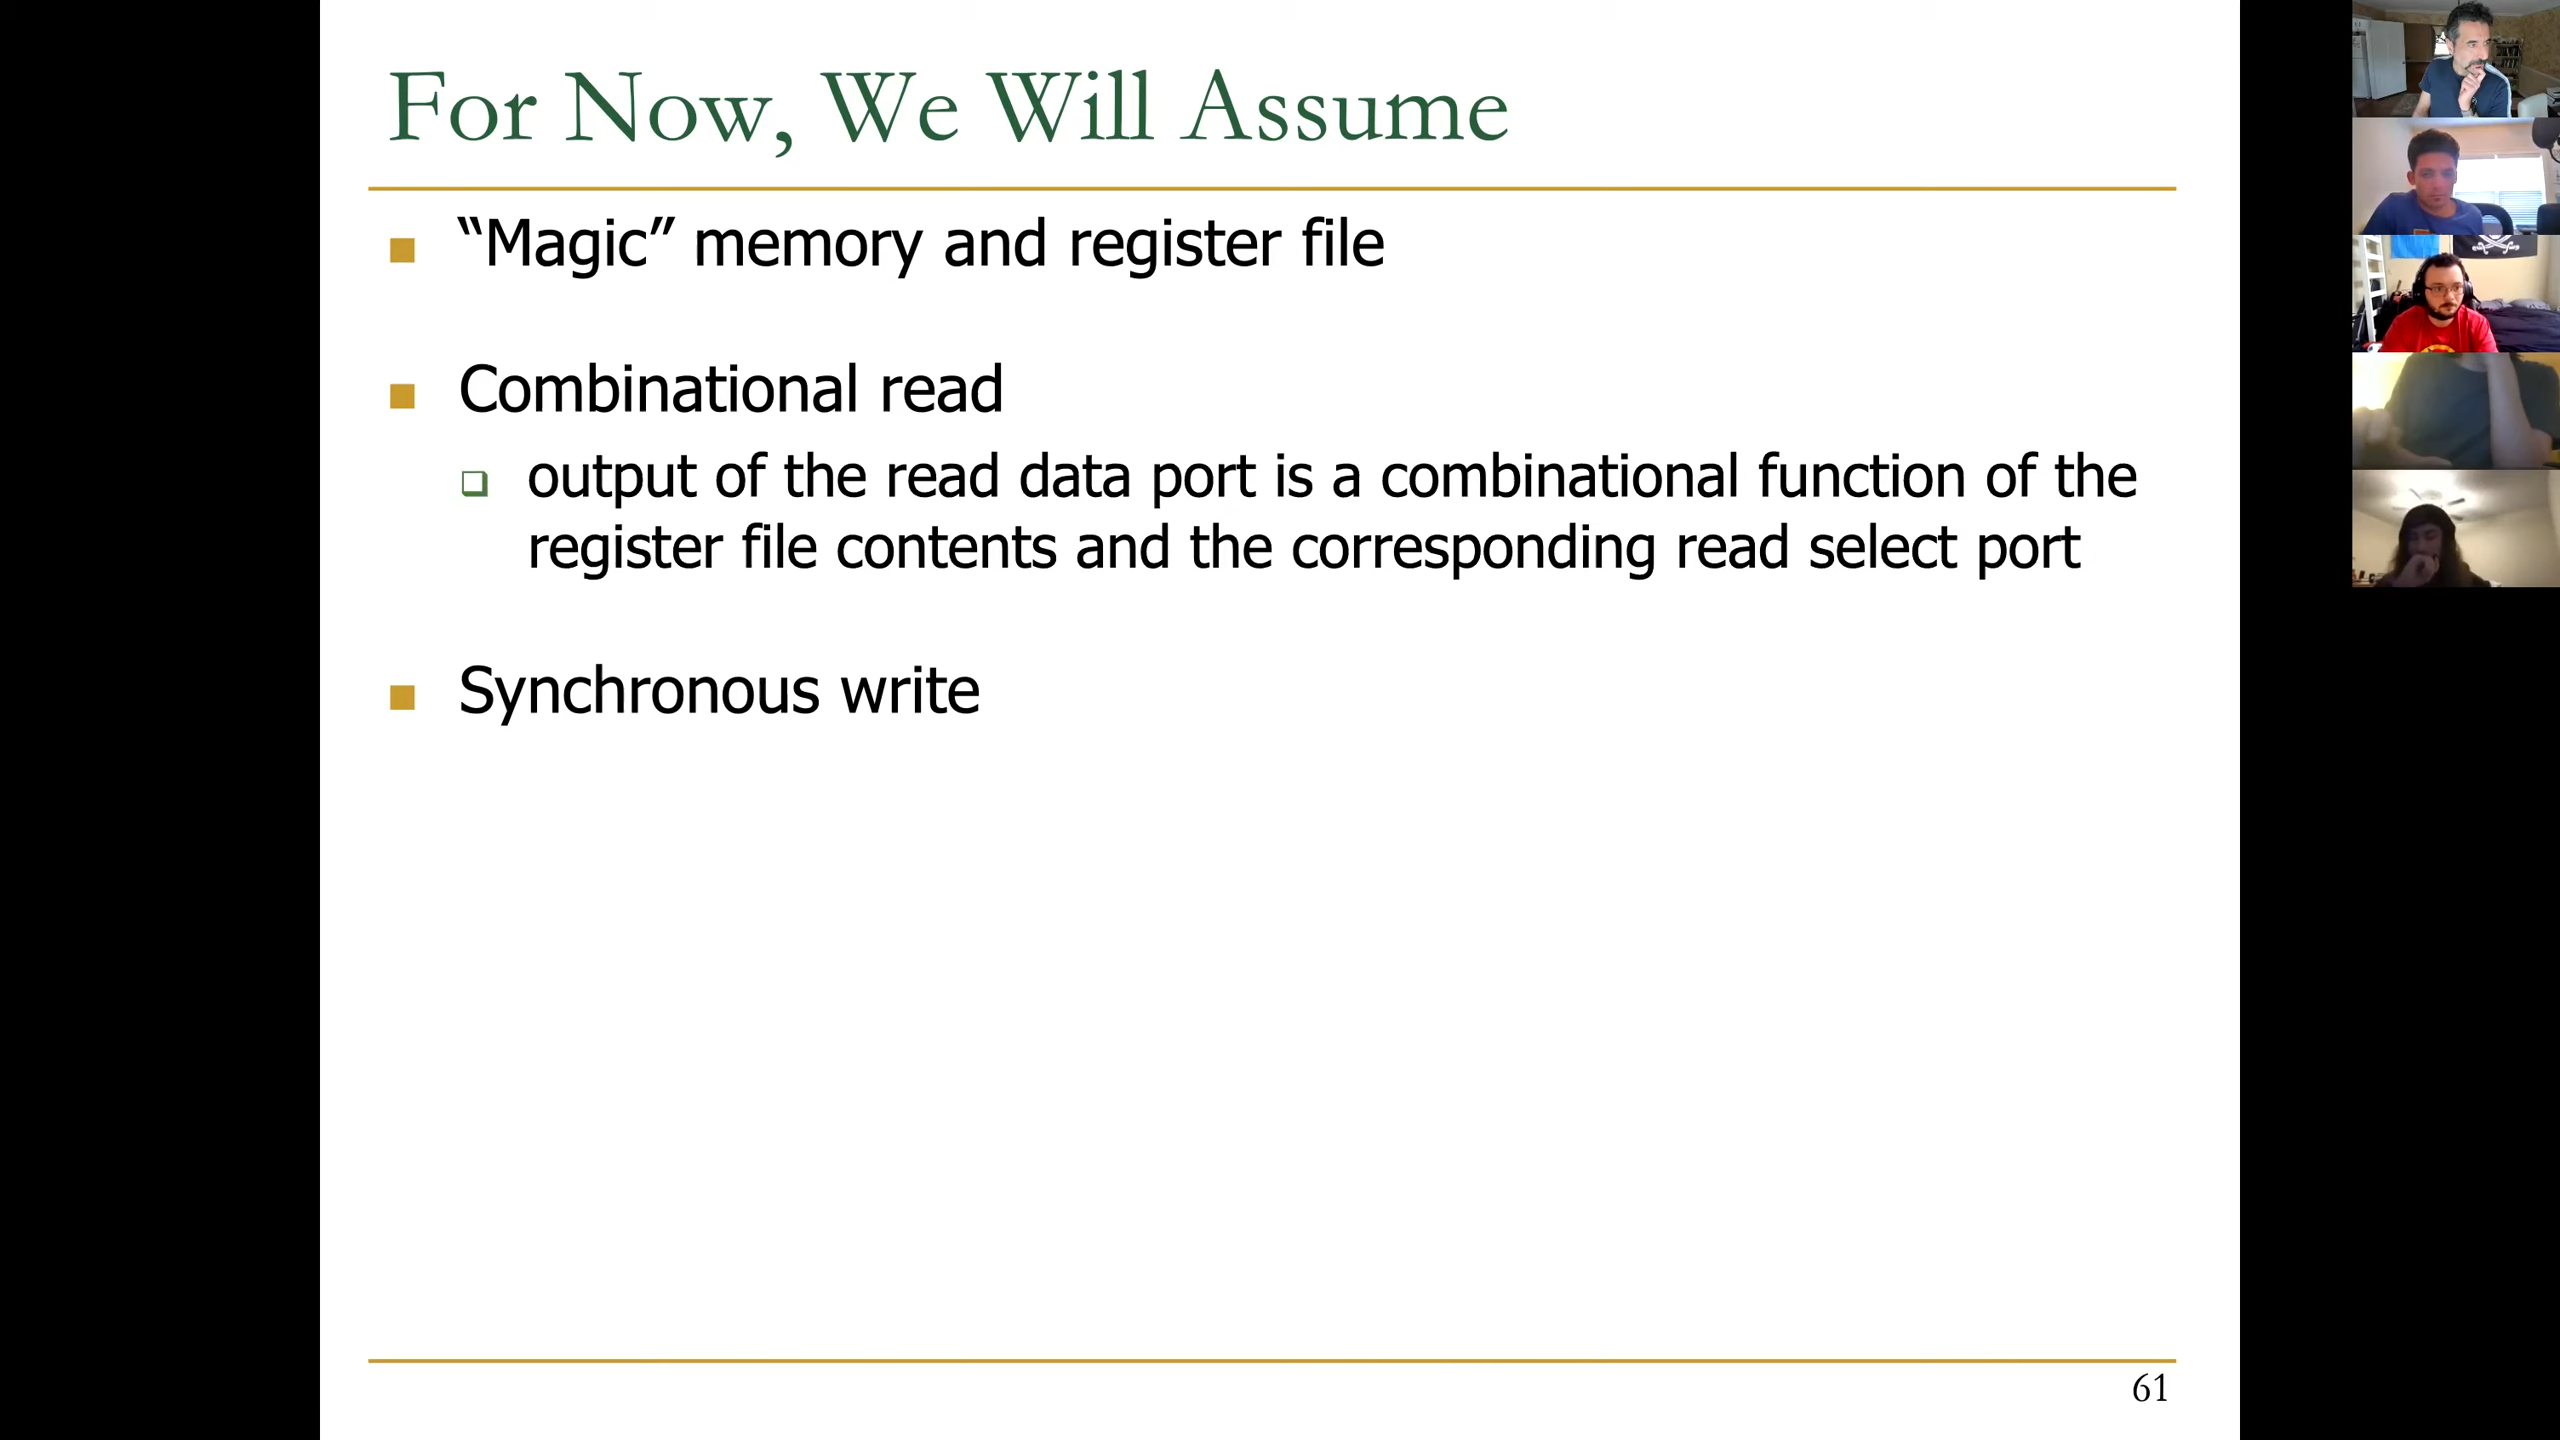 For Now, We Will Assume
“Magic” memory and register file
Combinational read
output of the read data port is a combinational function of the
register file contents and the corresponding read select port
Synchronous write
61